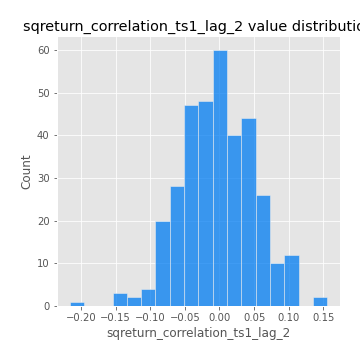 sqreturn_correlation_ts1_lag_2 value distributio
60
50
40
30
20
10
0
Count
−0.20 −0.15 −0.10 −0.05 0.00 0.05 0.10 0.15
sqreturn_correlation_ts1_lag_2